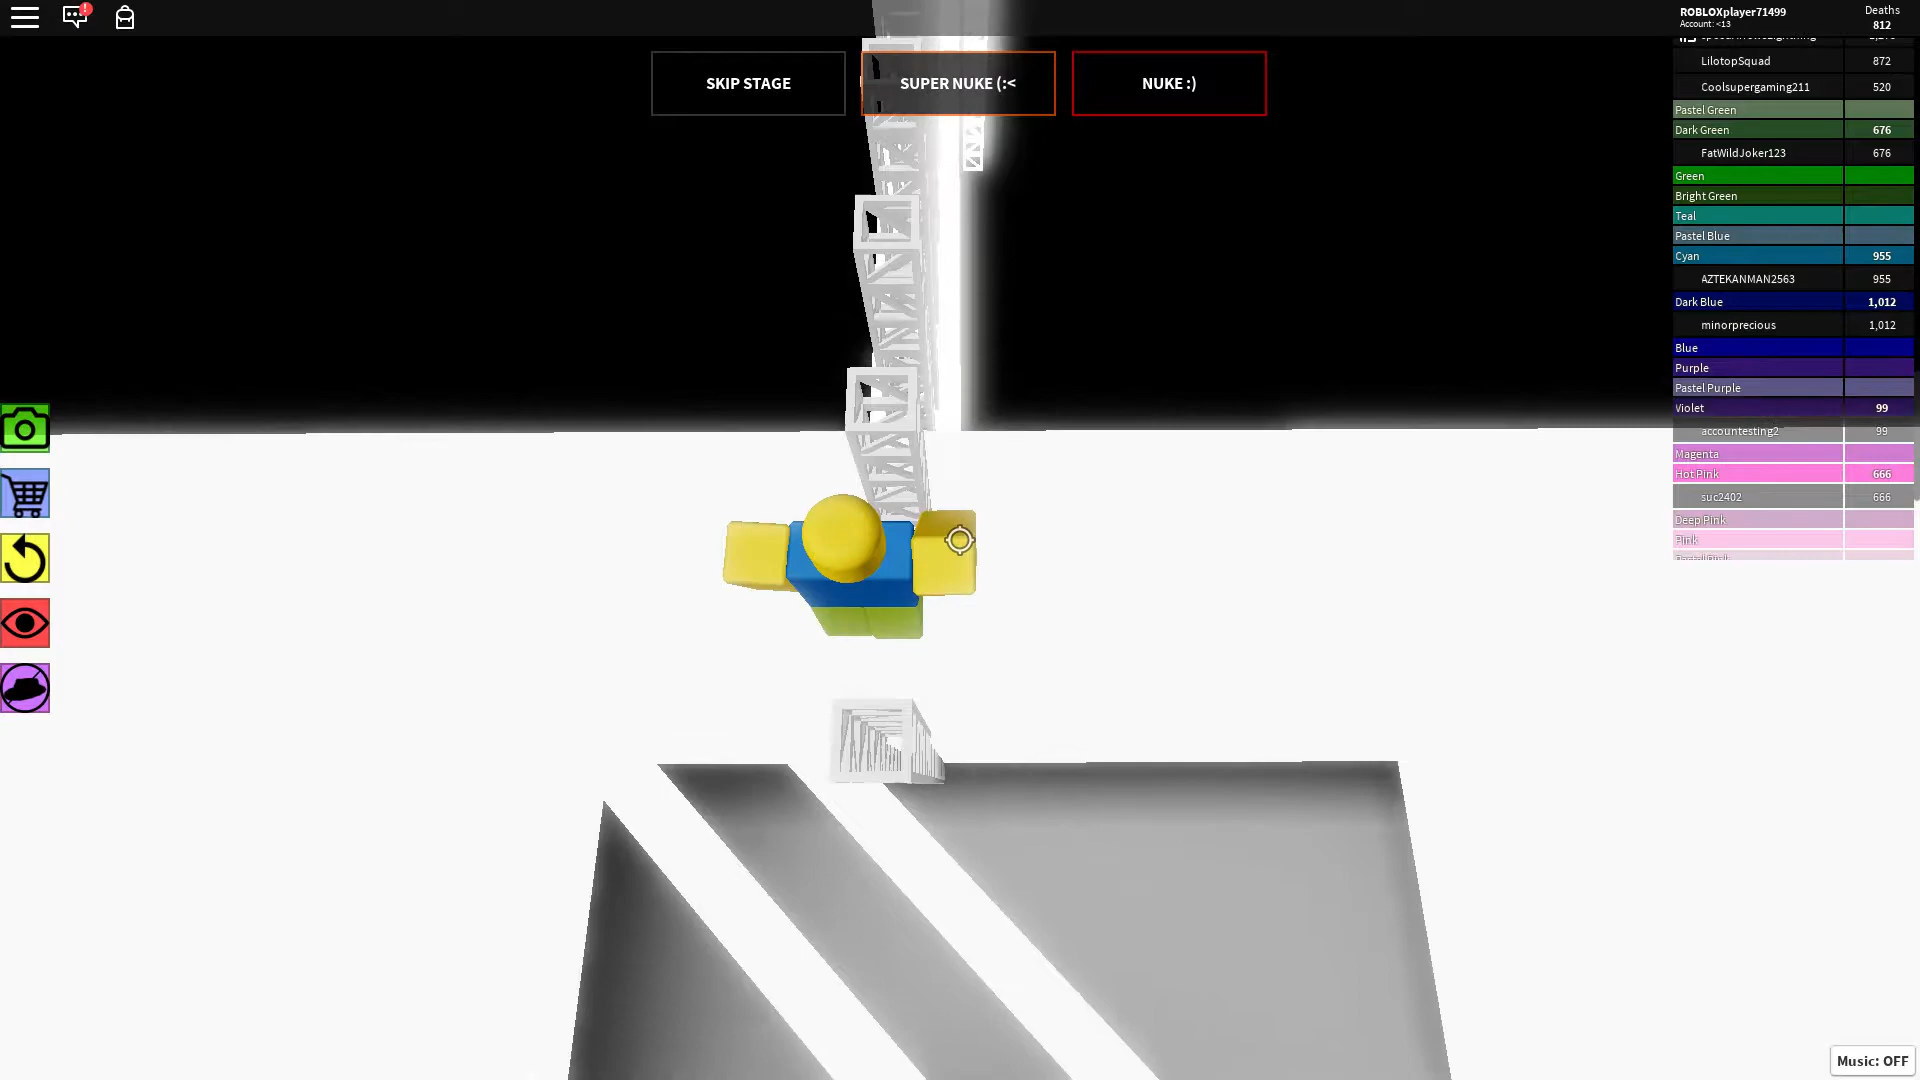 ROBLOXplayer71499
Account: <13
Deaths
812
SKIP STAGE
SUPER NUKE (:<
NUKE :)
LilotopSquad 872
Coolsupergaming211 520
Pastel Green
Dark Green 676
FatWildJoker123 676
Green
Bright Green
Teal
Pastel Blue
Cyan 955
AZTEKANMAN2563 955
Dark Blue 1,012
minorprecious 1,012
Blue
Purple
Pastel Purple
Violet 99
accountesting2 99
Magenta
Hot Pink 666
suc2402 666
Deep Pink
Pink
Pastel Pink
Music: OFF